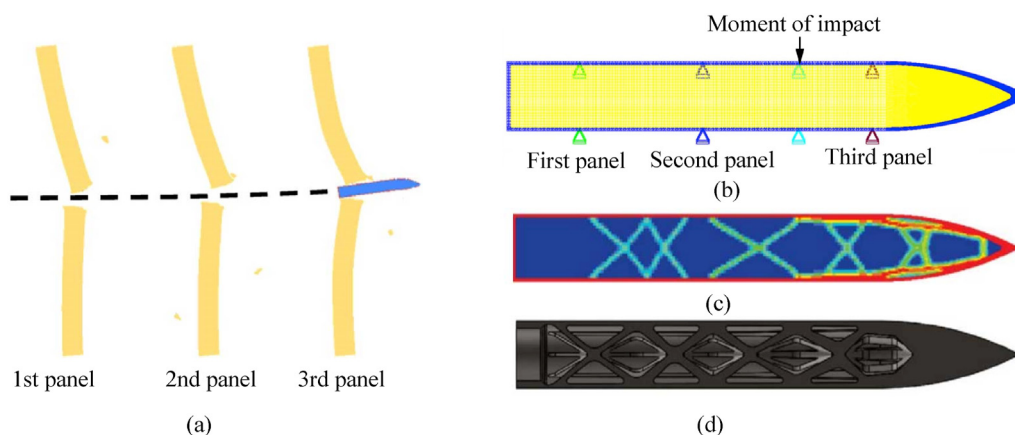 1st panel
2nd panel
3rd panel
(a)
Moment of impact
First panel
Second panel
Third panel
(b)
(c)
(d)